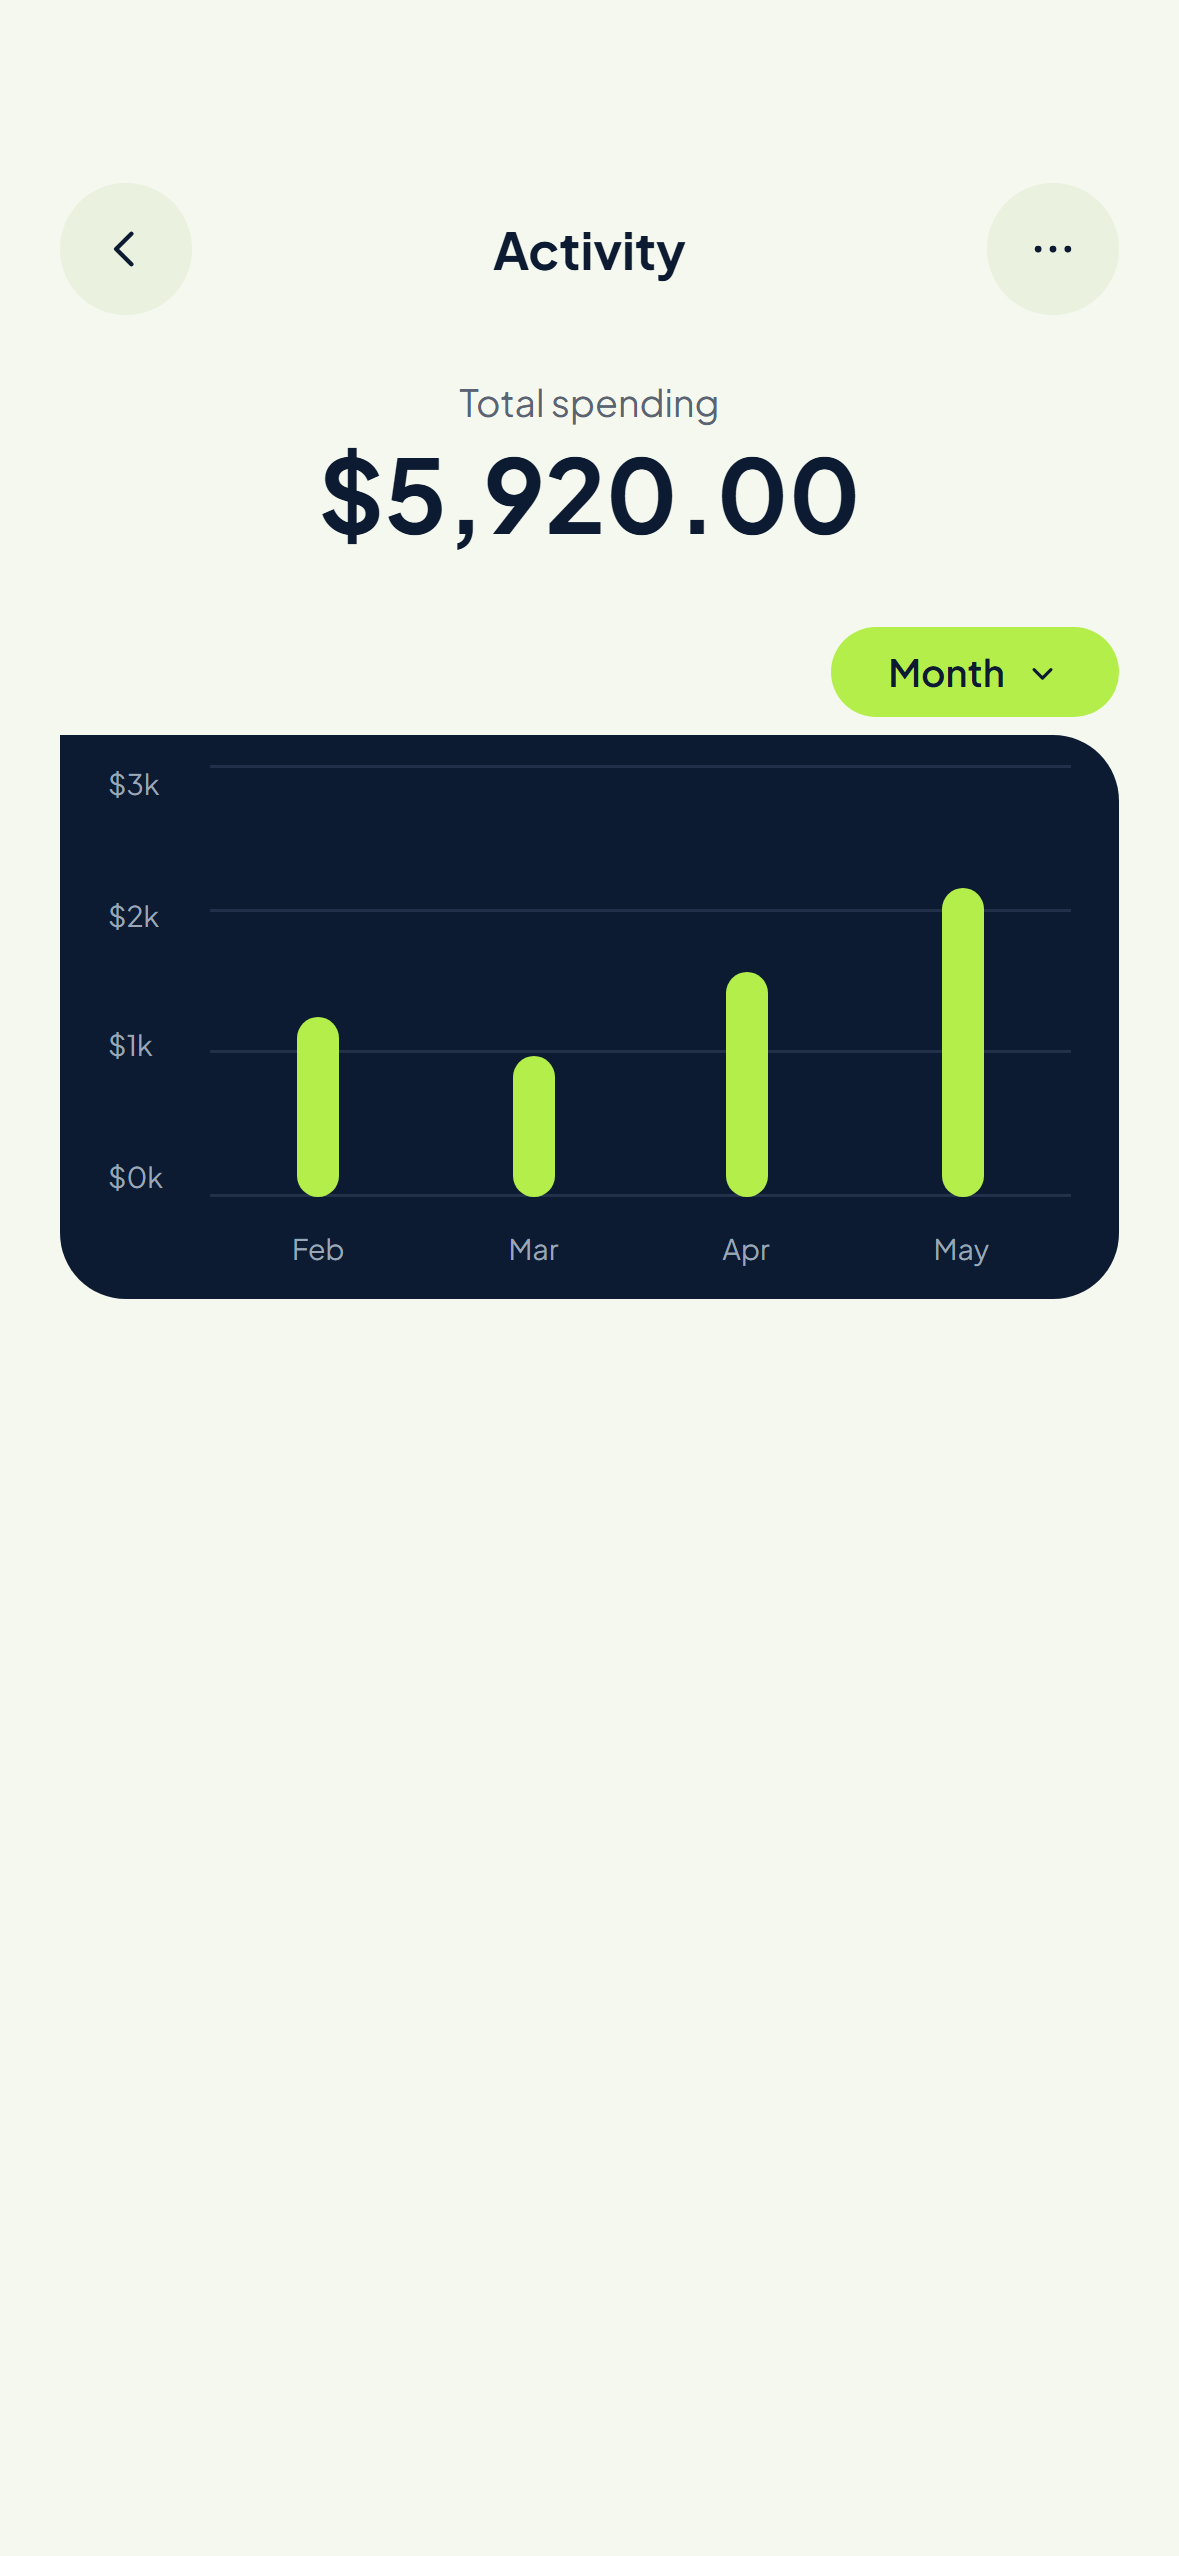 Activity
Total spending
$5,920.00
Month
$3k
$2k
$1k
$0k
Feb Mar Apr May